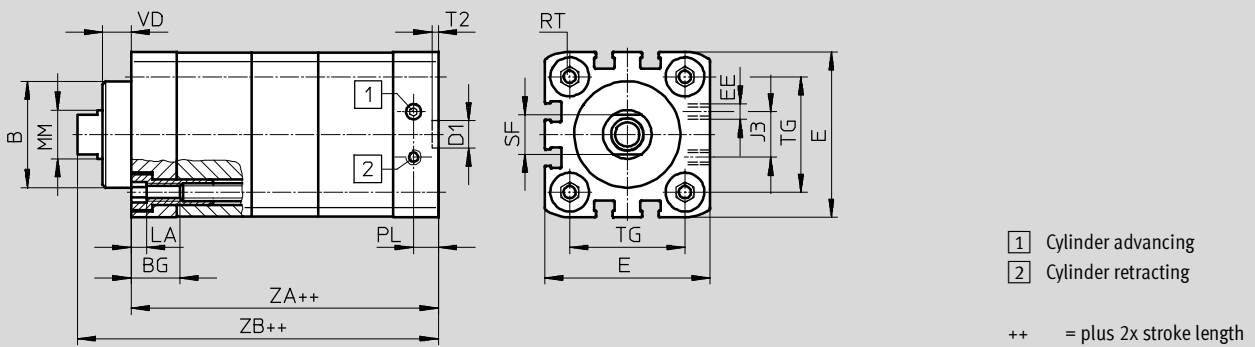 VD
T2
RT
B
MM
1
2
D1
LA
BG
PL
ZA++
ZB++
SF
EE
J3
TG
E
TG
E
1 Cylinder advancing
2 Cylinder retracting
++ = plus 2x stroke length